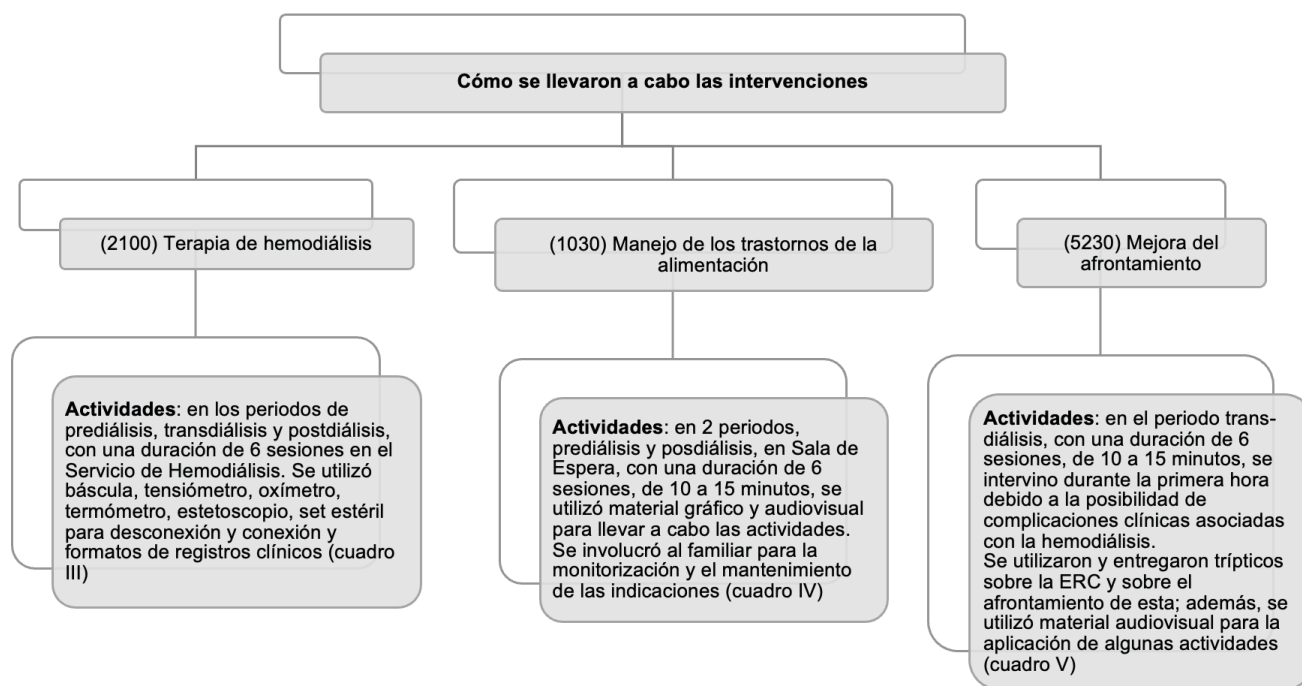 Cómo se llevaron a cabo las intervenciones
(2100) Terapia de hemodiálisis
(1030) Manejo de los trastornos de la
alimentación
(5230) Mejora del
afrontamiento
Actividades: en los periodos de
prediálisis, transdiálisis y postdiálisis,
con una duración de 6 sesiones en el
Servicio de Hemodiálisis. Se utilizó
báscula, tensiómetro, oxímetro,
termómetro, estetoscopio, set estéril
para desconexión y conexión y
formatos de registros clínicos (cuadro
III)
Actividades: en 2 periodos,
prediálisis y posdiálisis, en Sala de
Espera, con una duración de 6
sesiones, de 10 a 15 minutos, se
utilizó material gráfico y audiovisual
para llevar a cabo las actividades.
Se involucró al familiar para la
monitorización y el mantenimiento
de las indicaciones (cuadro IV)
Actividades: en el periodo trans-
diálisis, con una duración de 6
sesiones, de 10 a 15 minutos, se
intervino durante la primera hora
debido a la posibilidad de
complicaciones clínicas asociadas
con la hemodiálisis.
Se utilizaron y entregaron trípticos
sobre la ERC y sobre el
afrontamiento de esta; además, se
utilizó material audiovisual para la
aplicación de algunas actividades
(cuadro V)